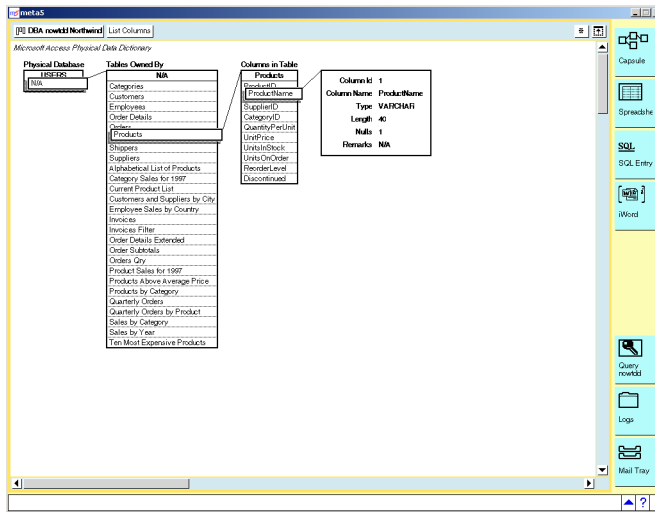 meta5
DBA nowtdd Northwind List Columns
Microsoft Access Physical Data Dictionary
Physical Database
USERS
N/A
Tables Owned By
N/A
Categories
Customers
Employees
Order Details
Orders
Products
Shippers
Suppliers
Alphabetical List of Products
Category Sales for 1997
Current Product List
Customers and Suppliers by City
Employee Sales by Country
Invoices
Invoices Filter
Order Details Extended
Order Subtotals
Orders Qry
Product Sales for 1997
Products Above Average Price
Products by Category
Quarterly Orders
Quarterly Orders by Product
Sales by Category
Sales by Year
Ten Most Expensive Products
Columns in Table
Products
ProductID
ProductName
SupplierID
CategoryID
QuantityPerUnit
UnitPrice
UnitsInStock
UnitsOnOrder
ReorderLevel
Discontinued
Column Id 1
Column Name ProductName
Type VARCHAR
Length 40
Nulls 1
Remarks N/A
Capsule
Spreadshe
SQL
SQL Entry
iWord
Query
nowtdd
Logs
Mail Tray
?